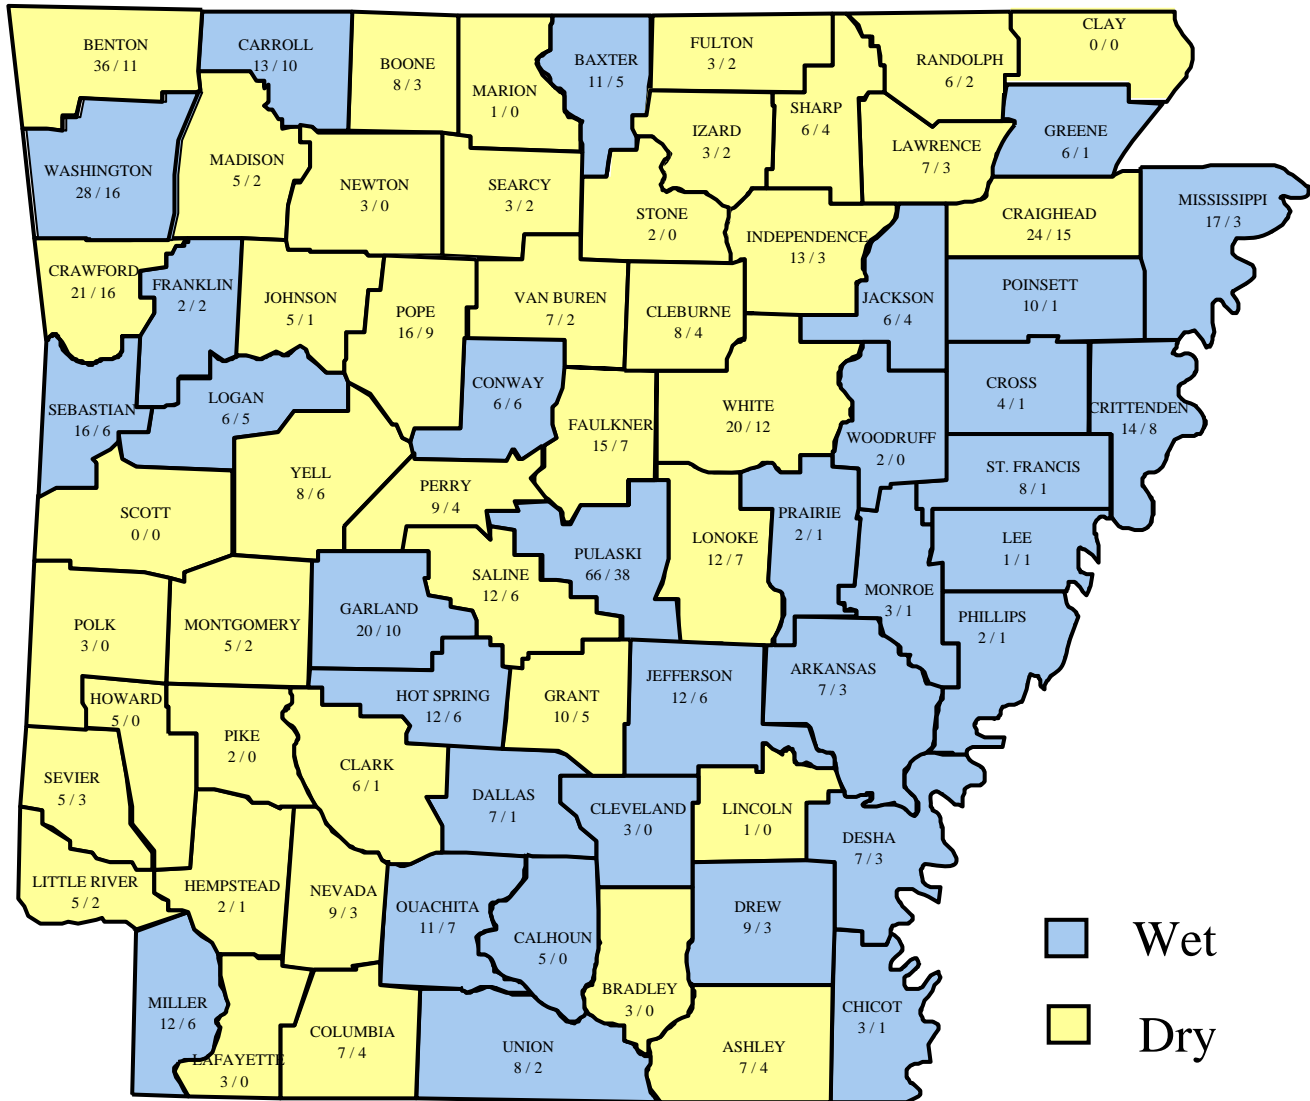 BENTON
36 / 11
CARROLL
13 / 10
BOONE
8 / 3
MARION
1 / 0
BAXTER
11 / 5
FULTON
3 / 2
RANDOLPH
6 / 2
CLAY
0 / 0
WASHINGTON
28 / 16
MADISON
5 / 2
NEWTON
3 / 0
SEARCY
3 / 2
STONE
2 / 0
IZARD
3 / 2
SHARP
6 / 4
LAWRENCE
7 / 3
GREENE
6 / 1
INDEPENDENCE
13 / 3
CRAIGHEAD
24 / 15
MISSISSIPPI
17 / 3
CRAWFORD
21 / 16
FRANKLIN
2 / 2
JOHNSON
5 / 1
POPE
16 / 9
VAN BUREN
7 / 2
CLEBURNE
8 / 4
JACKSON
6 / 4
POINSETT
10 / 1
SEBASTIAN
16 / 6
LOGAN
6 / 5
CONWAY
6 / 6
FAULKNER
15 / 7
WHITE
20 / 12
WOODRUFF
2 / 0
CROSS
4 / 1
CRITTENDEN
14 / 8
ST. FRANCIS
8 / 1
SCOTT
0 / 0
YELL
8 / 6
PERRY
9 / 4
PULASKI
66 / 38
LONOKE
12 / 7
PRAIRIE
2 / 1
LEE
1 / 1
SALINE
12 / 6
MONROE
3 / 1
PHILLIPS
2 / 1
POLK
3 / 0
MONTGOMERY
5 / 2
GARLAND
20 / 10
HOT SPRING
12 / 6
GRANT
10 / 5
JEFFERSON
12 / 6
ARKANSAS
7 / 3
HOWARD
5 / 0
PIKE
2 / 0
CLARK
6 / 1
SEVIER
5 / 3
DALLAS
7 / 1
CLEVELAND
3 / 0
LINCOLN
1 / 0
DESHA
7 / 3
LITTLE RIVER
5 / 2
HEMPSTEAD
2 / 1
NEVADA
9 / 3
OUACHITA
11 / 7
CALHOUN
5 / 0
DREW
9 / 3
BRADLEY
3 / 0
MILLER
12 / 6
LAFAYETTE
3 / 0
COLUMBIA
7 / 4
UNION
8 / 2
ASHLEY
7 / 4
CHICOT
3 / 1
Wet
Dry